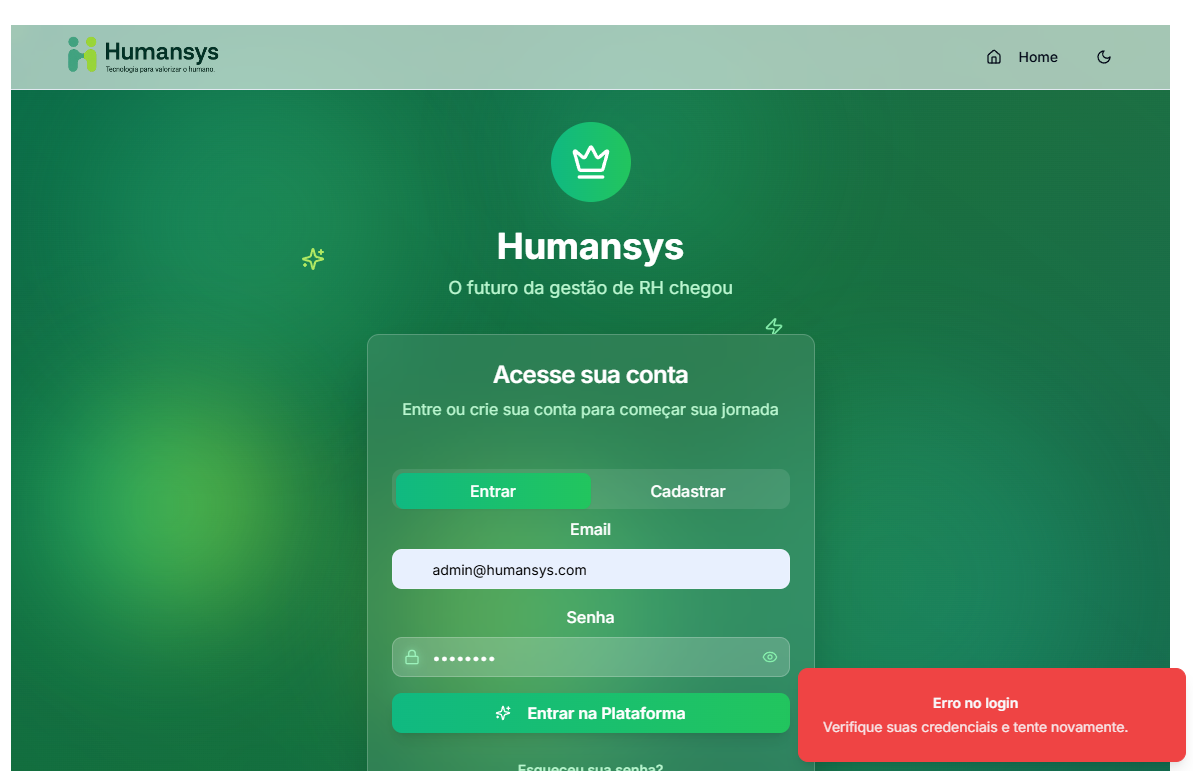 Humansys
Tecnologia para valorizar o humano.
Home
Humansys
O futuro da gestão de RH chegou
Acesse sua conta
Entre ou crie sua conta para começar sua jornada
Entrar
Cadastrar
Email
admin@humansys.com
Senha
••••••••
Entrar na Plataforma
Erro no login
Verifique suas credenciais e tente novamente.
Esqueceu sua senha?